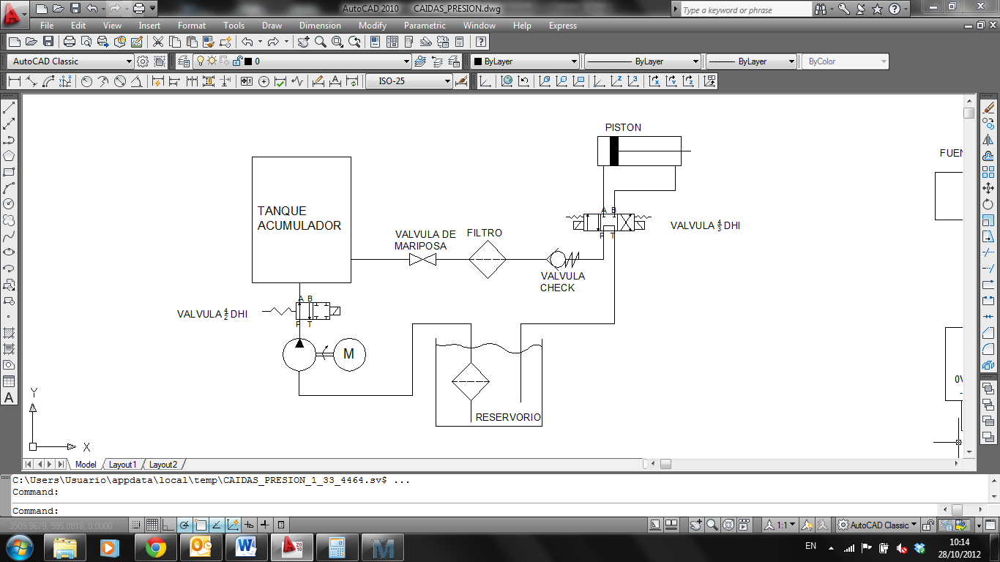 AutoCAD 2010 CAIDAS_PRESION.dwg
Type a keyword or phrase
File Edit View Insert Format Tools Draw Dimension Modify Parametric Window Help Express
AutoCAD Classic
0
ByLayer
ByLayer
ByLayer
ByColor
ISO-25
PISTON
FUEN
TANQUE
ACUMULADOR
VALVULA DE
MARIPOSA
FILTRO
A B
P T
VALVULA 4/3 DHI
VALVULA
CHECK
A B
P T
VALVULA 4/2 DHI
M
RESERVORIO
0V
Y
X
Model Layout1 Layout2
C:\Users\Usuario\appdata\local\temp\CAIDAS_PRESION_1_33_4464.sv$ ...
Command:
Command:
3509.9679, 595.0818, 0.0000
1:1
AutoCAD Classic
EN
10:14
28/10/2012